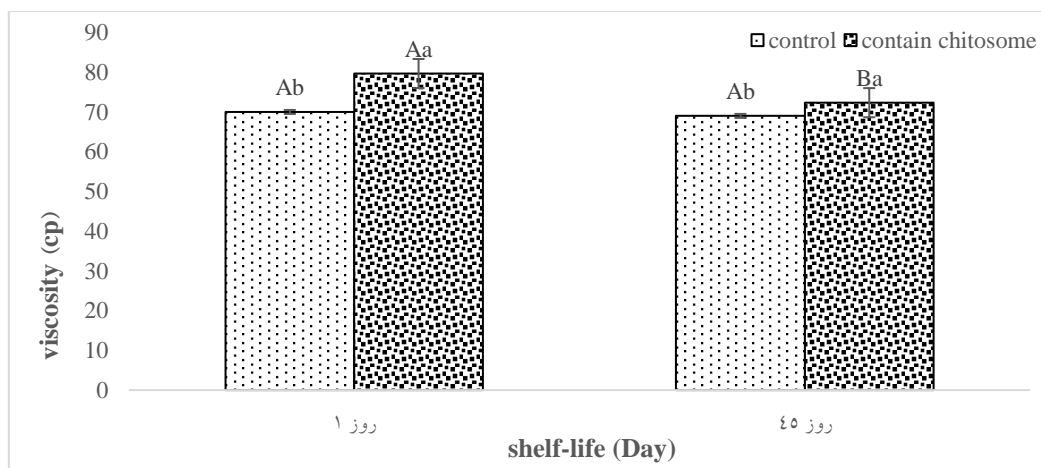 90
80
70
60
50
40
30
20
10
0
viscosity (cp)
control
contain chitosome
Ab
Aa
Ab
Ba
روز ۱
روز ٤٥
shelf-life (Day)